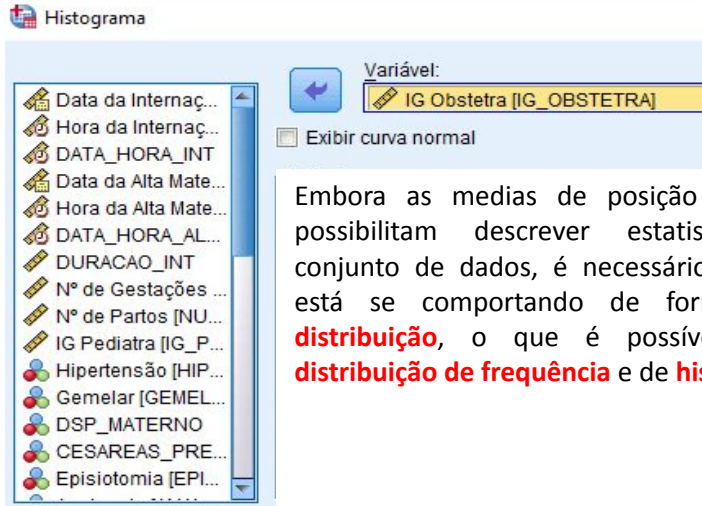 Histograma
Variável:
IG Obstetra [IG_OBSTETRA]
Exibir curva normal
Data da Internaç...
Hora da Internaç...
DATA_HORA_INT
Data da Alta Mate...
Hora da Alta Mate...
DATA_HORA_AL...
DURACAO_INT
Nº de Gestações ...
Nº de Partos [NU...
IG Pediatra [IG_P...
Hipertensão [HIP...
Gemelar [GEMEL...
DSP_MATERNO
CESAREAS_PRE...
Episiotomia [EPI...
Embora as medias de posição
possibilitam descrever estatis
conjunto de dados, é necessário
está se comportando de for
distribuição, o que é possív
distribuição de frequência e de his